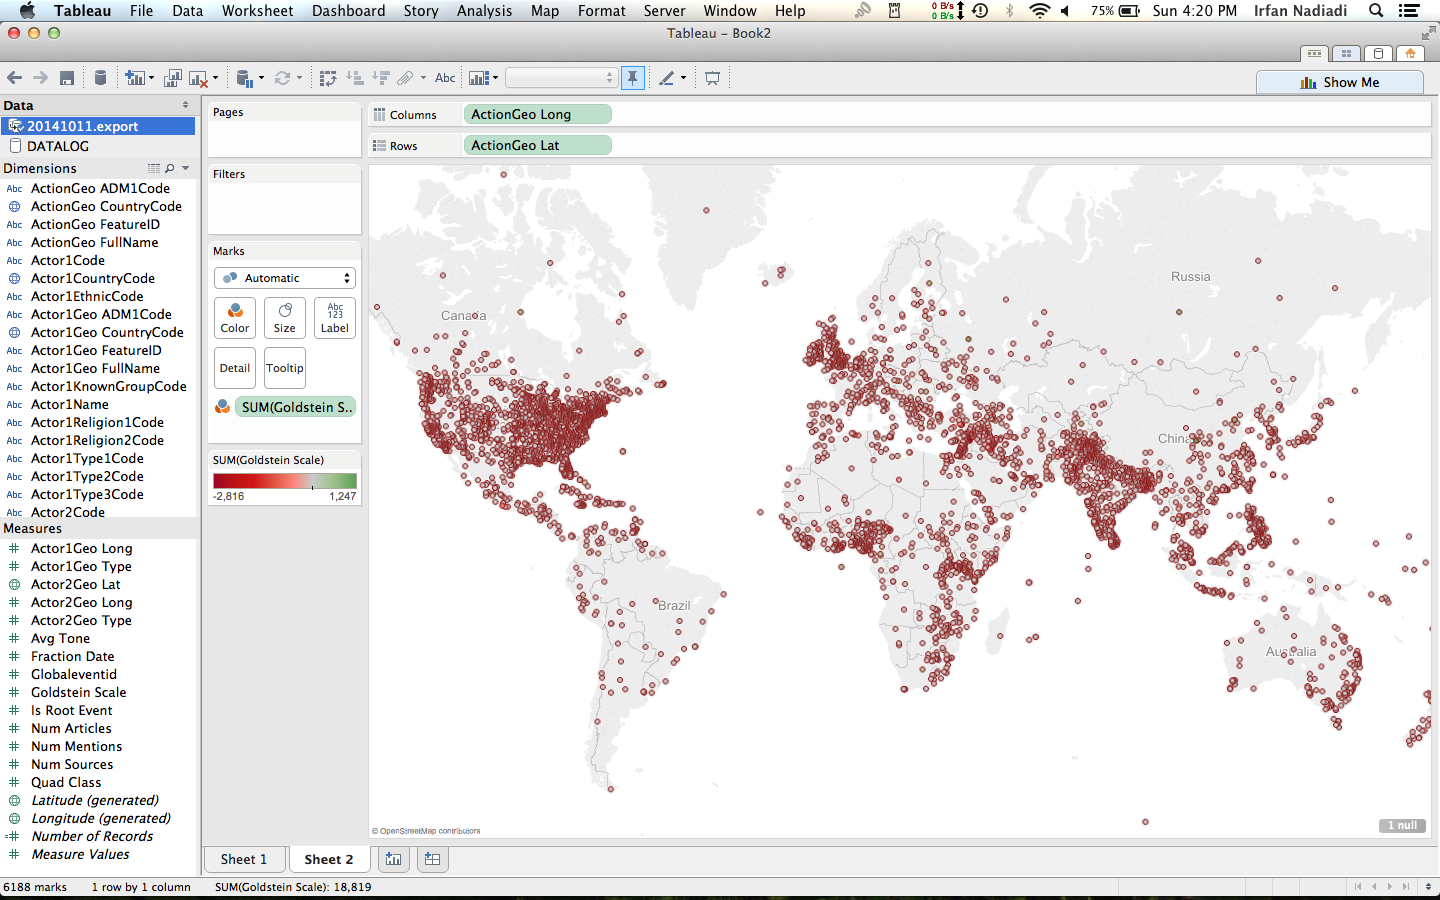 Tableau File Data Worksheet Dashboard Story Analysis Map Format Server Window Help 0 B/s 0 B/s 75% Sun 4:20 PM Irfan Nadiadi
Tableau - Book2
Abc
Show Me
Data
20141011.export
DATALOG
Dimensions
Abc ActionGeo ADM1Code
ActionGeo CountryCode
Abc ActionGeo FeatureID
Abc ActionGeo FullName
Abc Actor1Code
Actor1CountryCode
Abc Actor1EthnicCode
Abc Actor1Geo ADM1Code
Actor1Geo CountryCode
Abc Actor1Geo FeatureID
Abc Actor1Geo FullName
Abc Actor1KnownGroupCode
Abc Actor1Name
Abc Actor1Religion1Code
Abc Actor1Religion2Code
Abc Actor1Type1Code
Abc Actor1Type2Code
Abc Actor1Type3Code
Abc Actor2Code
Measures
Actor1Geo Long
Actor1Geo Type
Actor2Geo Lat
Actor2Geo Long
Actor2Geo Type
Avg Tone
Fraction Date
Globaleventid
Goldstein Scale
Is Root Event
Num Articles
Num Mentions
Num Sources
Quad Class
Latitude (generated)
Longitude (generated)
Number of Records
Measure Values
Pages
Filters
Marks
Automatic
Color
Size
Abc
123
Label
Detail
Tooltip
SUM(Goldstein S..
SUM(Goldstein Scale)
-2,816 1,247
Columns ActionGeo Long
Rows ActionGeo Lat
Canada
Russia
China
Brazil
Australia
© OpenStreetMap contributors
1 null
Sheet 1
Sheet 2
6188 marks 1 row by 1 column SUM(Goldstein Scale): 18,819